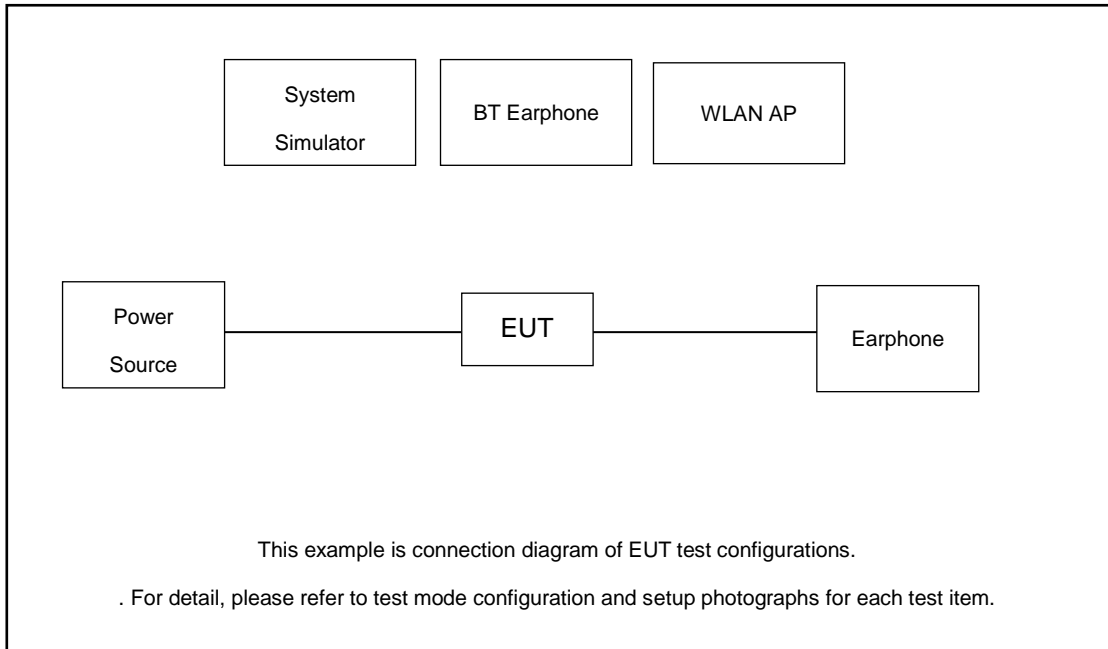 System
Simulator
BT Earphone
WLAN AP
Power
Source
EUT
Earphone
This example is connection diagram of EUT test configurations.
. For detail, please refer to test mode configuration and setup photographs for each test item.